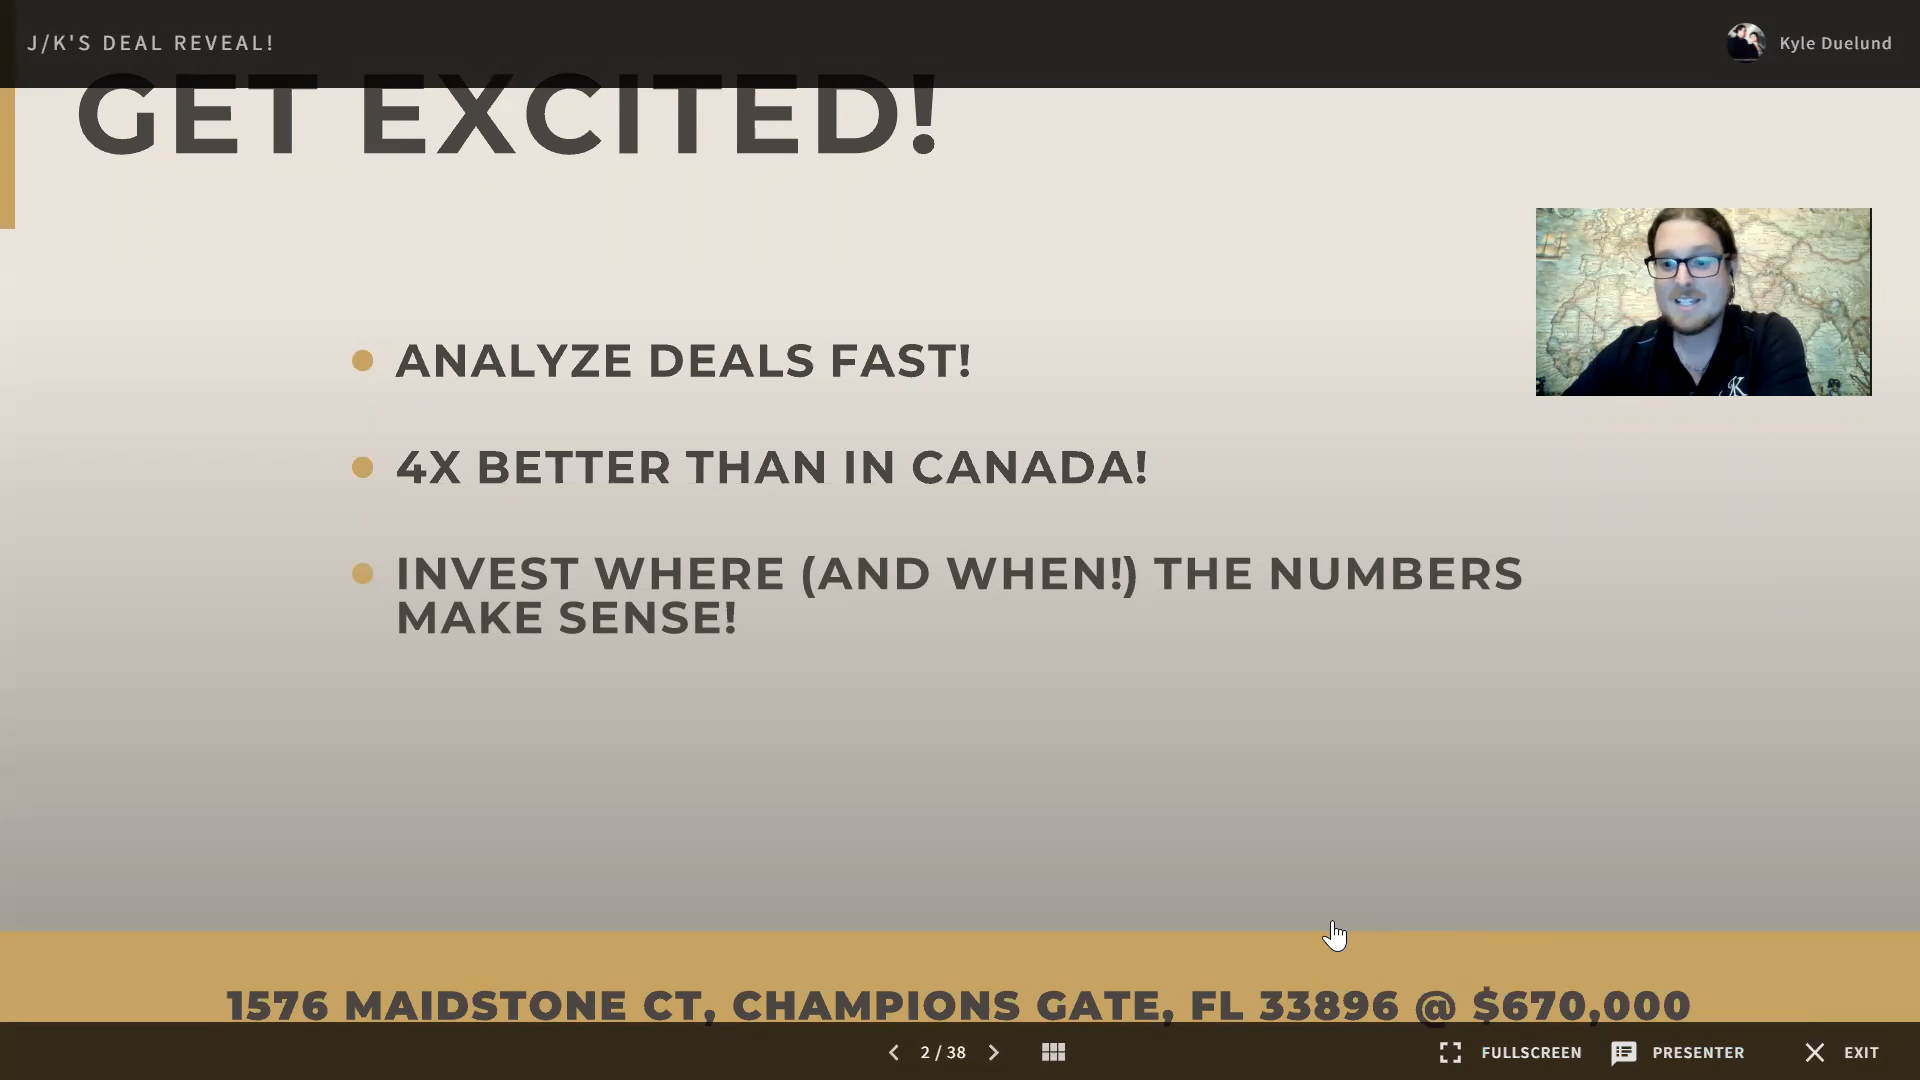 J/K'S DEAL REVEAL!
Kyle Duelund
GET EXCITED!
ANALYZE DEALS FAST!
4X BETTER THAN IN CANADA!
INVEST WHERE (AND WHEN!) THE NUMBERS
MAKE SENSE!
JK
1576 MAIDSTONE CT, CHAMPIONS GATE, FL 33896 @ $670,000
2 / 38
FULLSCREEN
PRESENTER
EXIT